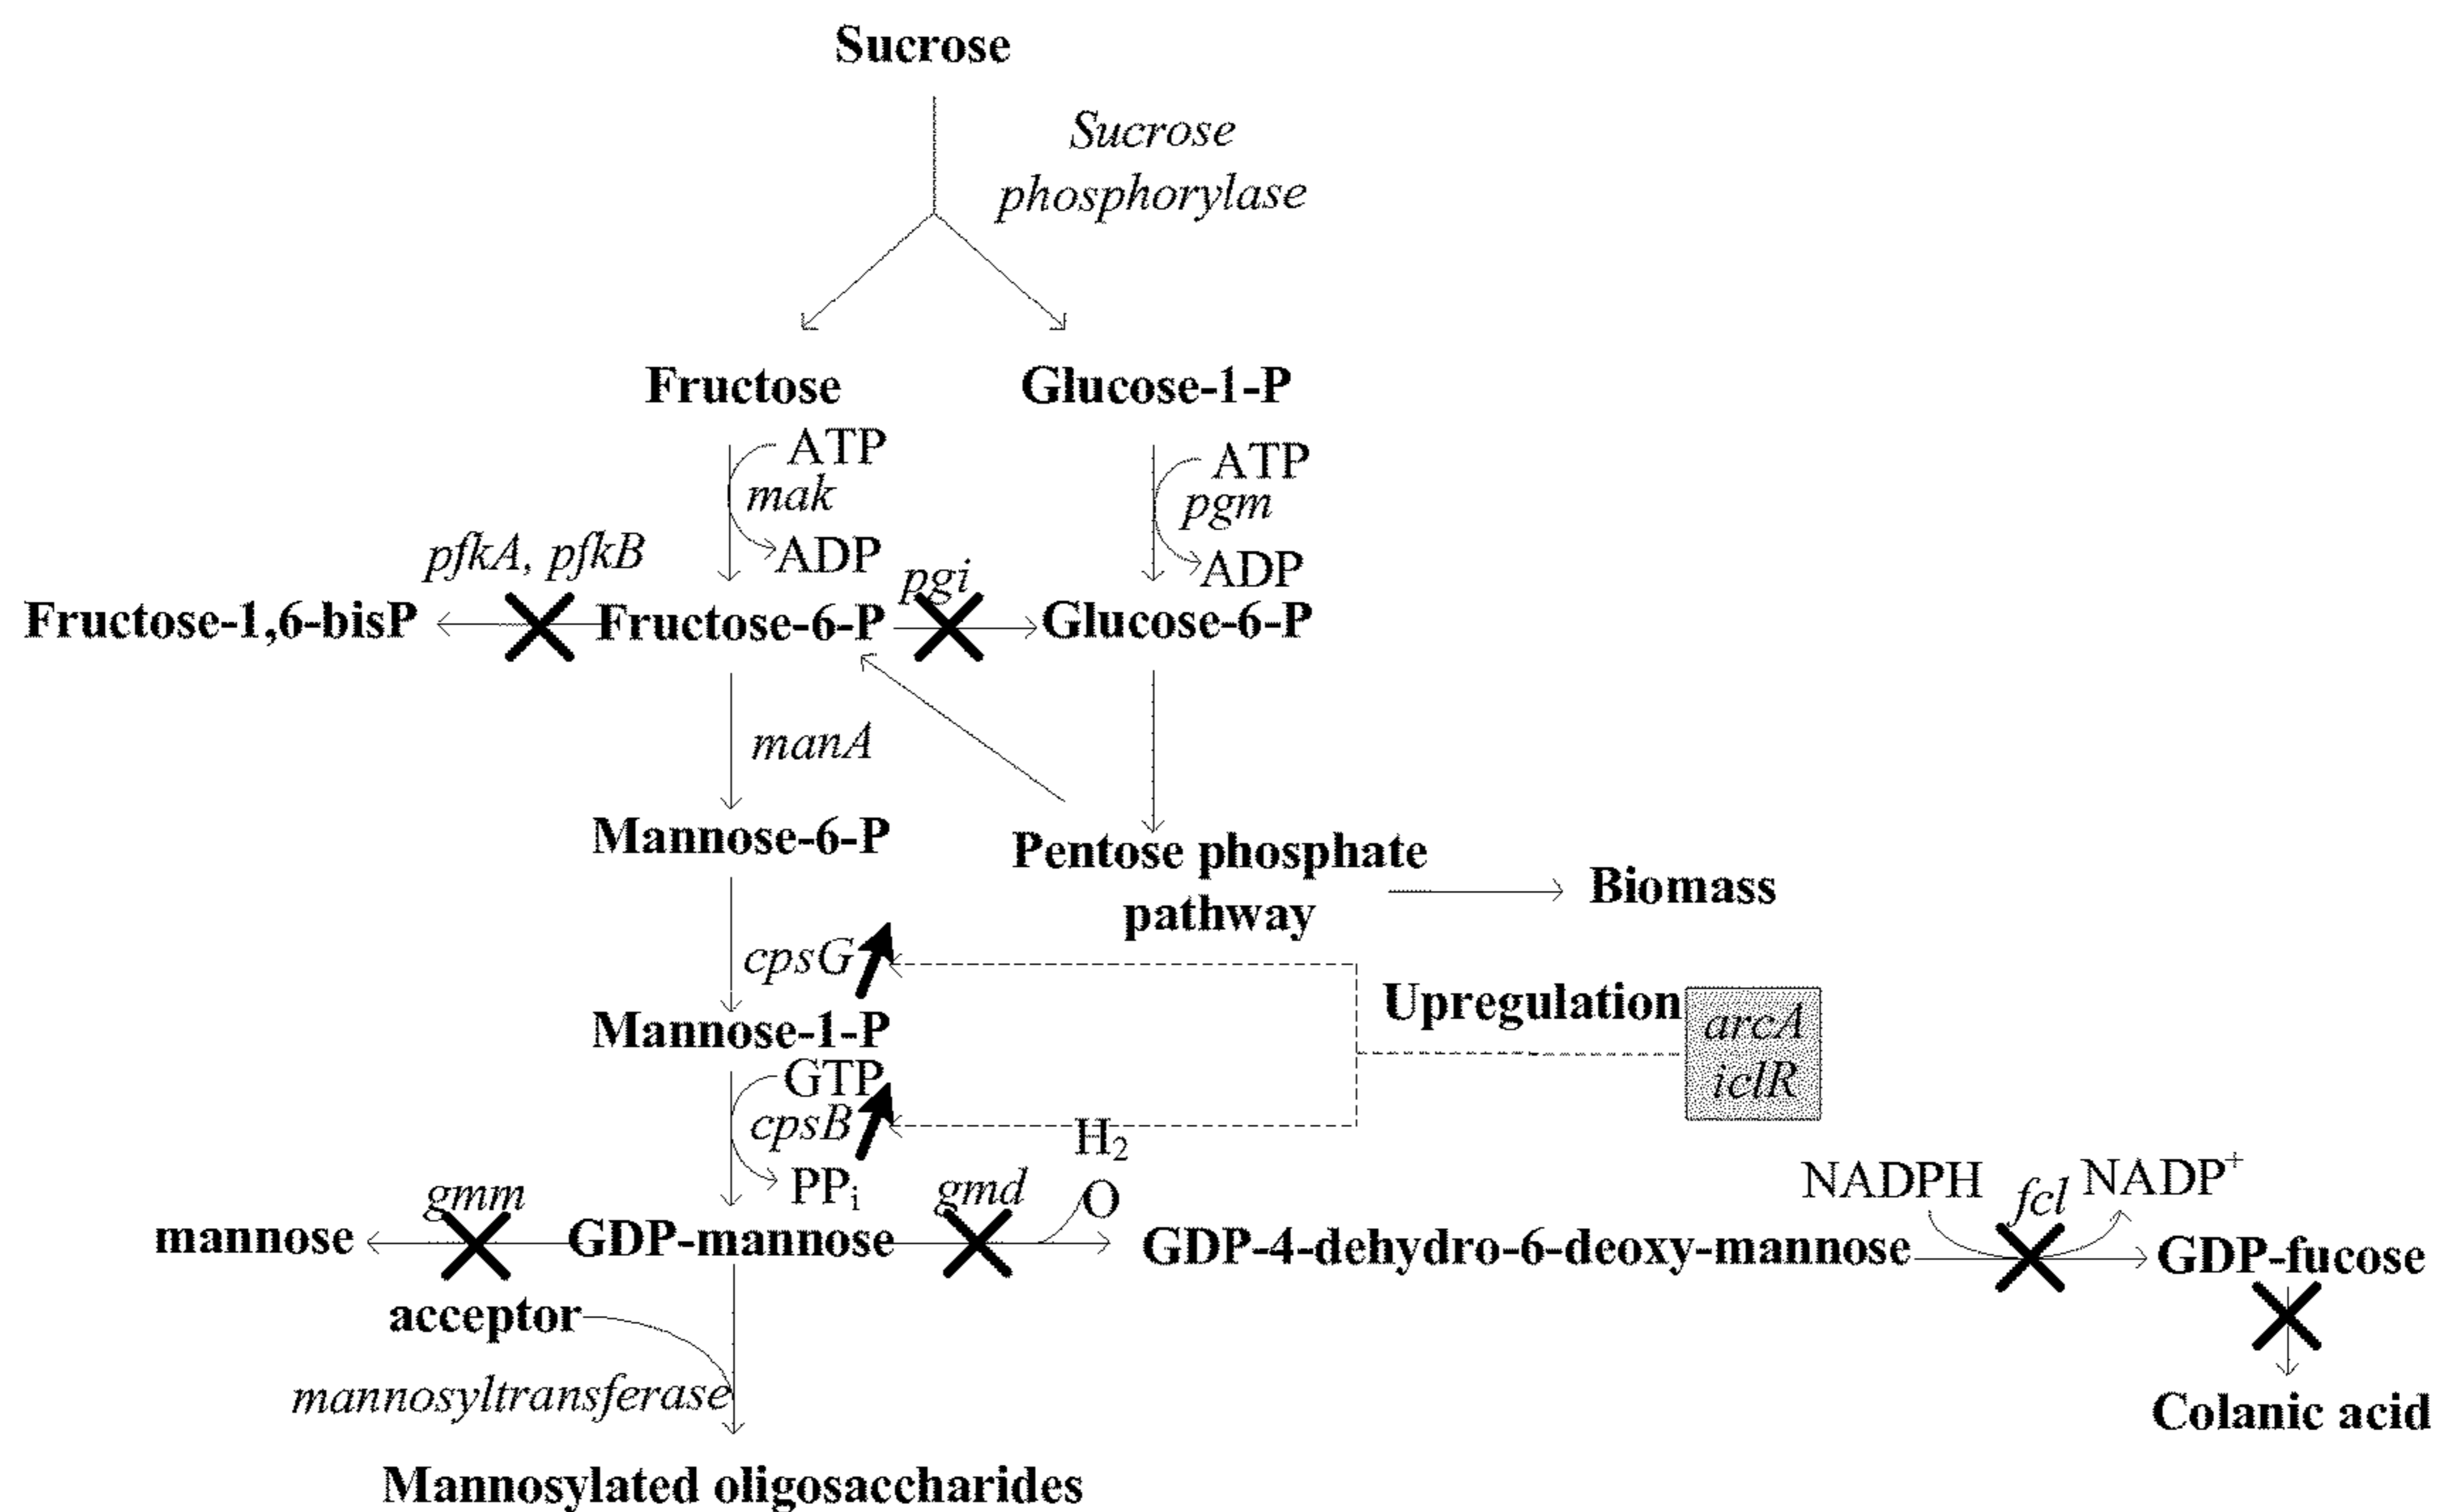 Sucrose
Sucrose
phosphorylase
Fructose
Glucose-1-P
ATP
mak
ADP
ATP
pgm
ADP
pfkA, pfkB
pgi
Fructose-1,6-bisP
Fructose-6-P
Glucose-6-P
manA
Mannose-6-P
Pentose phosphate
pathway
Biomass
cpsG
Upregulation
arcA
iclR
Mannose-1-P
GTP
cpsB
PPi
H2
O
gmm
gmd
NADPH
fcl
NADP+
mannose
GDP-mannose
GDP-4-dehydro-6-deoxy-mannose
GDP-fucose
acceptor
mannosyltransferase
Colanic acid
Mannosylated oligosaccharides